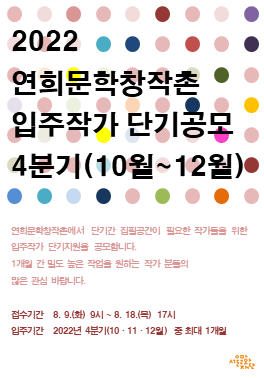 2022
연희문학창작촌
입주작가 단기공모
4분기(10월~12월)
연희문학창작촌에서 단기간 집필공간이 필요한 작가들을 위한
입주작가 단기지원을 공모합니다.
1개월 간 밀도 높은 작업을 원하는 작가 분들의
많은 관심 바랍니다.
접수기간 8. 9.(화) 9시 ~ 8. 18.(목) 17시
입주기간 2022년 4분기(10 · 11 · 12월) 중 최대 1개월
서울문화재단